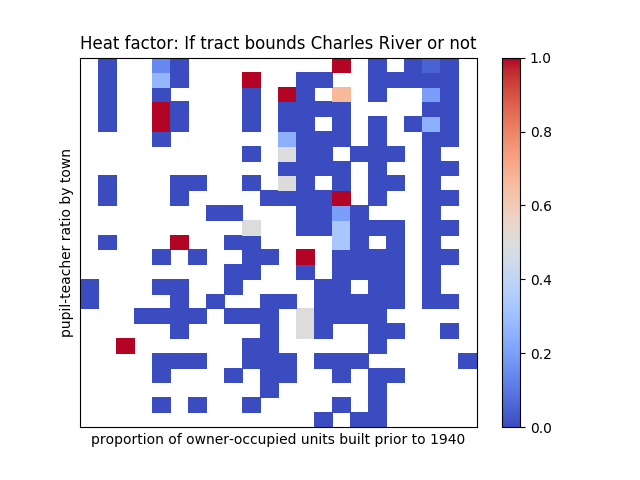 Heat factor: If tract bounds Charles River or not
pupil-teacher ratio by town
proportion of owner-occupied units built prior to 1940
1.0
0.8
0.6
0.4
0.2
0.0